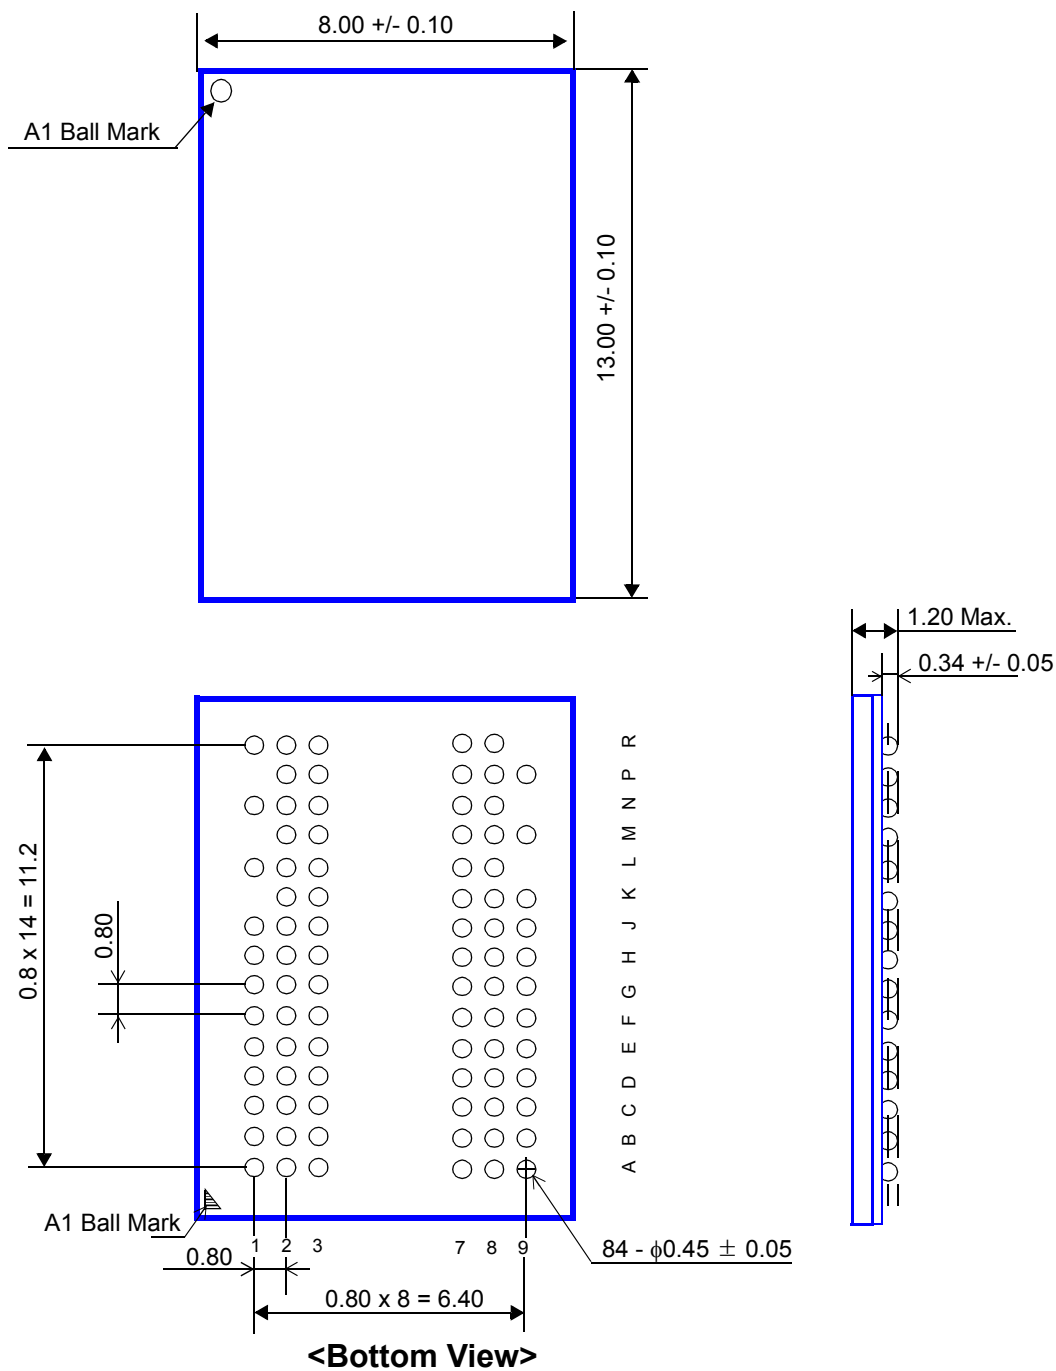 8.00 +/- 0.10
A1 Ball Mark
13.00 +/- 0.10
1.20 Max.
0.34 +/- 0.05
R
P
N
M
L
K
J
H
G
F
E
D
C
B
A
0.8 x 14 = 11.2
0.80
A1 Ball Mark
1 2 3 7 8 9
0.80
84 - ϕ0.45 ± 0.05
0.80 x 8 = 6.40
<Bottom View>